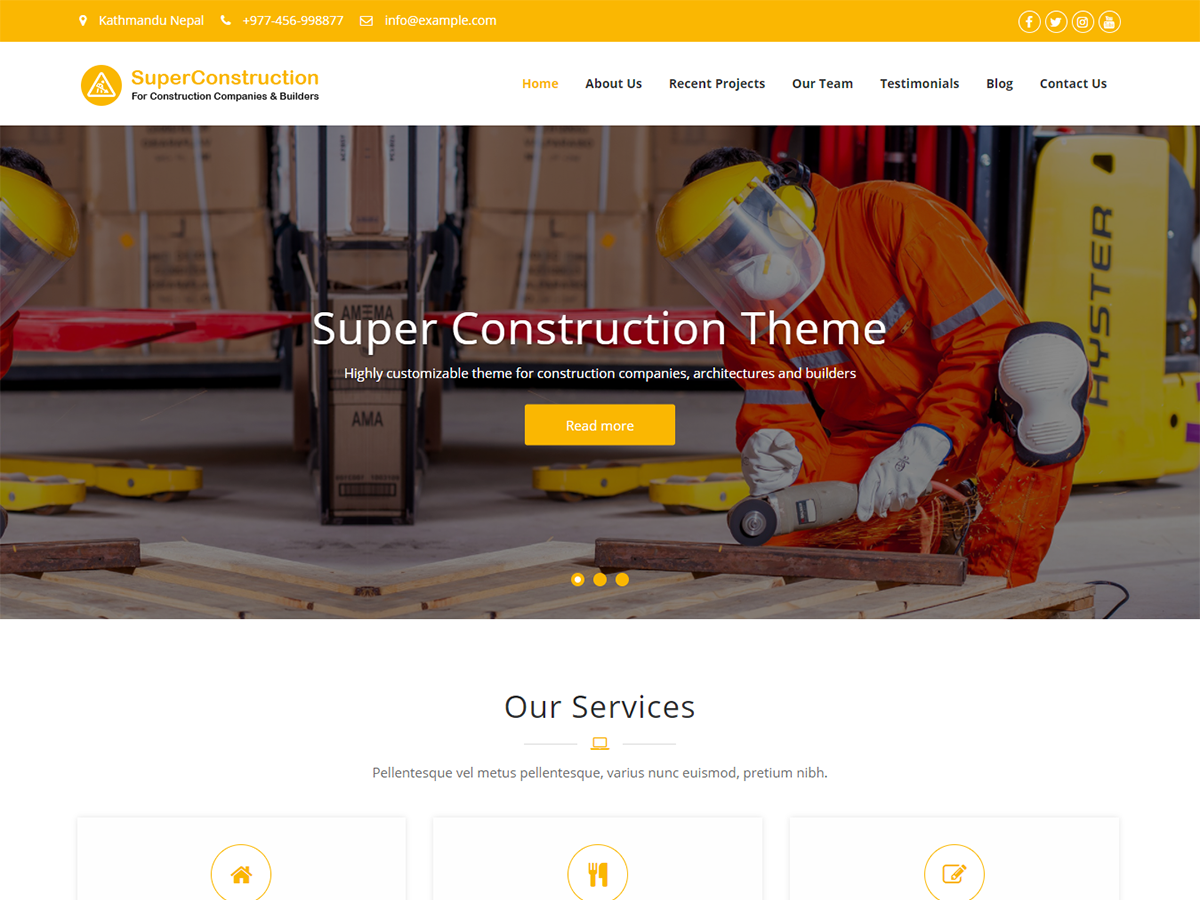 Kathmandu Nepal +977-456-998877 info@example.com
SuperConstruction
For Construction Companies & Builders
Home About Us Recent Projects Our Team Testimonials Blog Contact Us
HYSTER
AMEMA
Super Construction Theme
Highly customizable theme for construction companies, architectures and builders
AMA
Read more
Our Services
Pellentesque vel metus pellentesque, varius nunc euismod, pretium nibh.